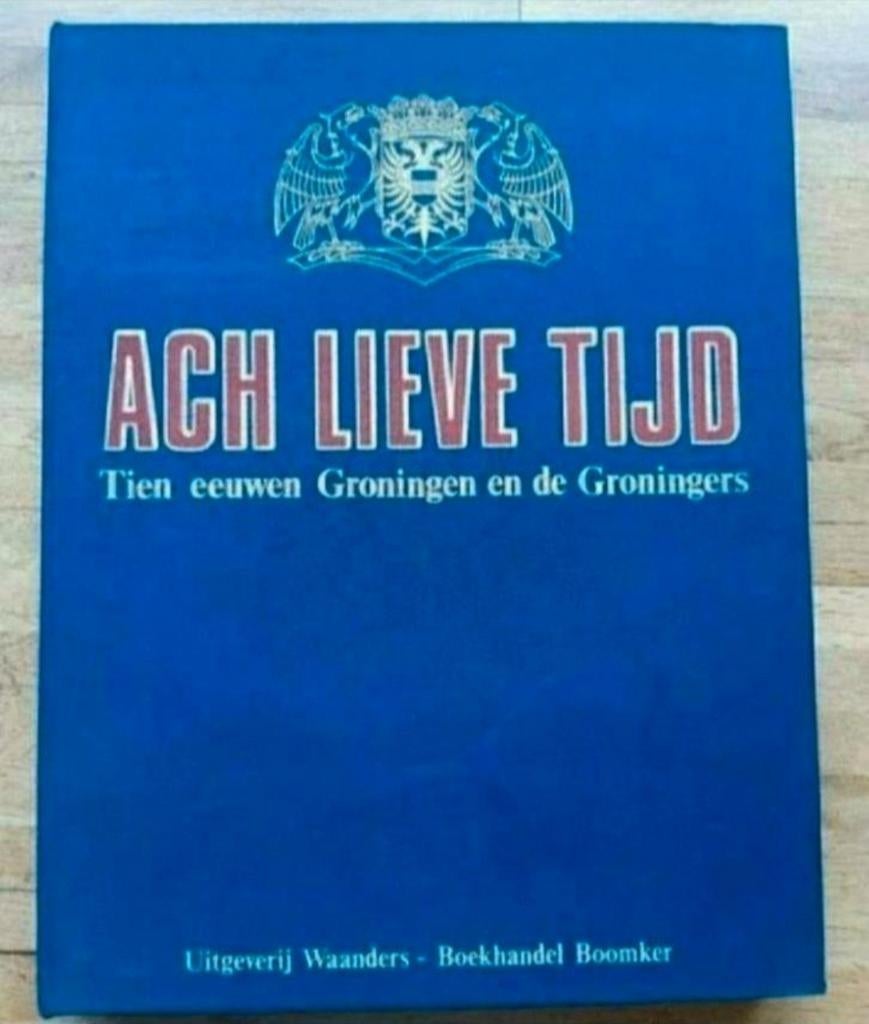 ACH LIEVE TIJD
Tien eeuwen Groningen en de Groningers
Uitgeverij Waanders - Boekhandel Boomker